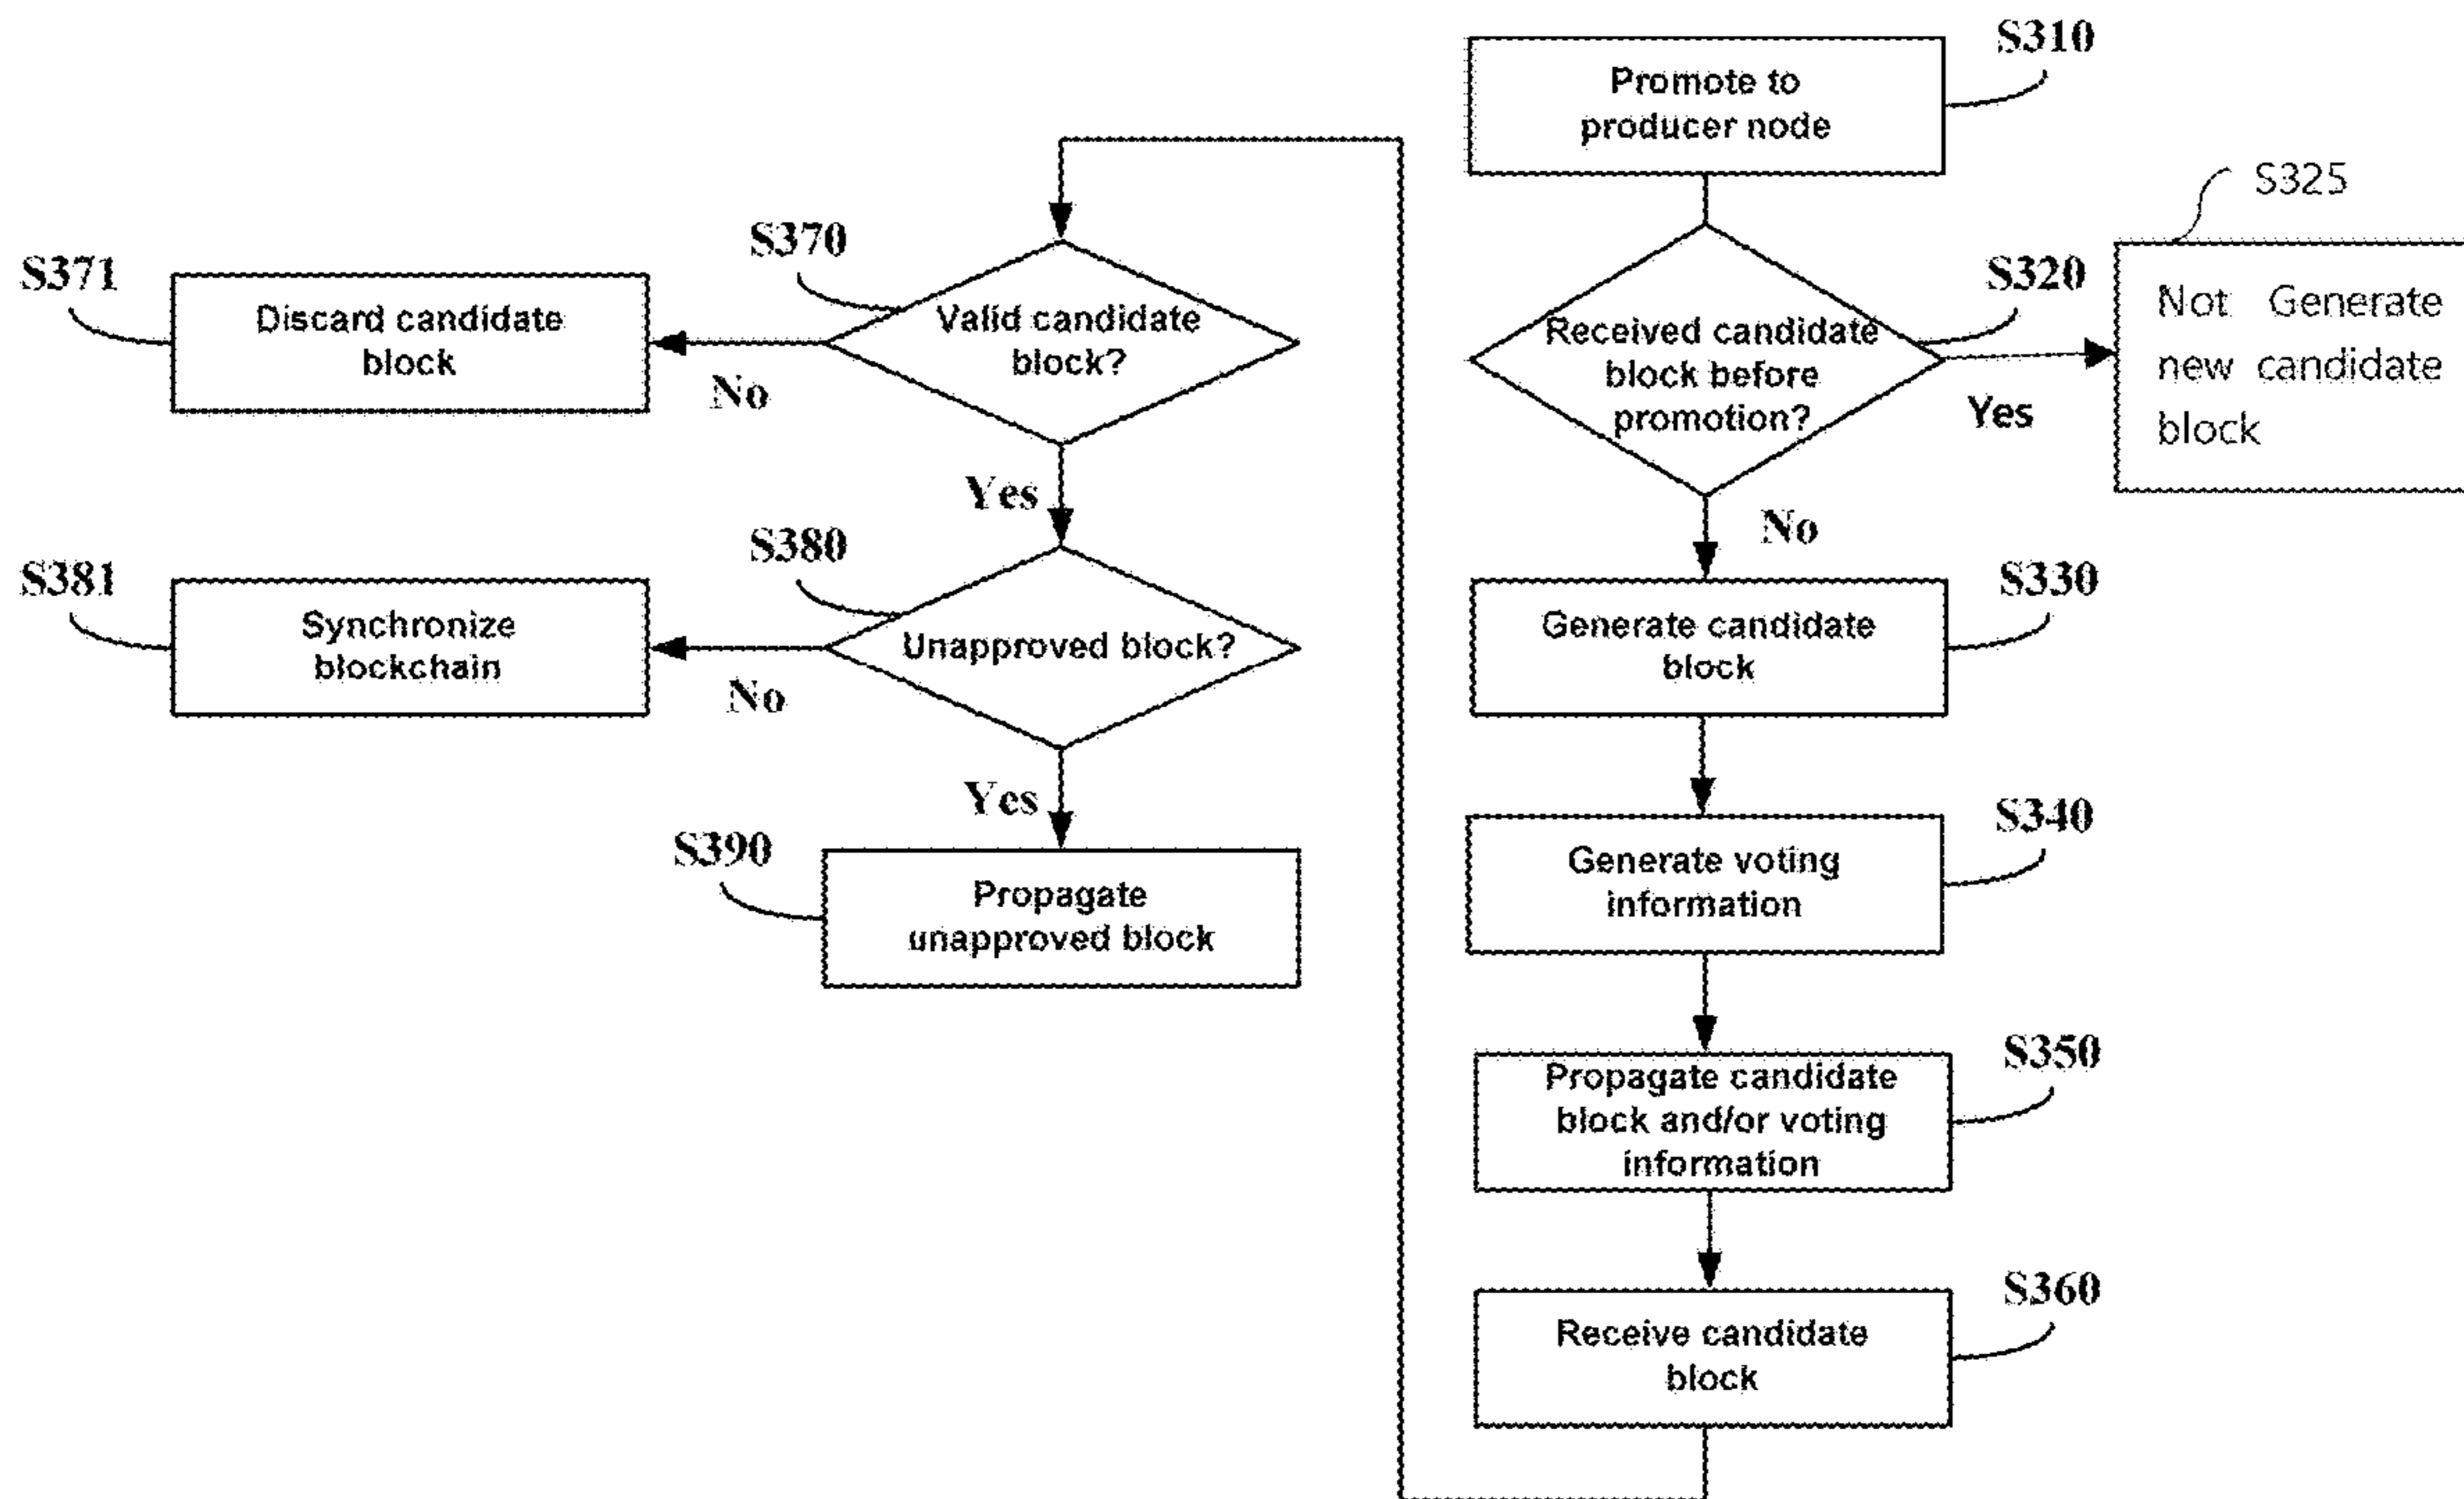 S310
Promote to
producer node
S325
Not Generate
new candidate
block
S320
Received candidate
block before
promotion?
Yes
No
S330
Generate candidate
block
S340
Generate voting
information
S350
Propagate candidate
block and/or voting
information
S360
Receive candidate
block
S370
Valid candidate
block?
No
S371
Discard candidate
block
Yes
S380
Unapproved block?
No
S381
Synchronize
blockchain
Yes
S390
Propagate
unapproved block